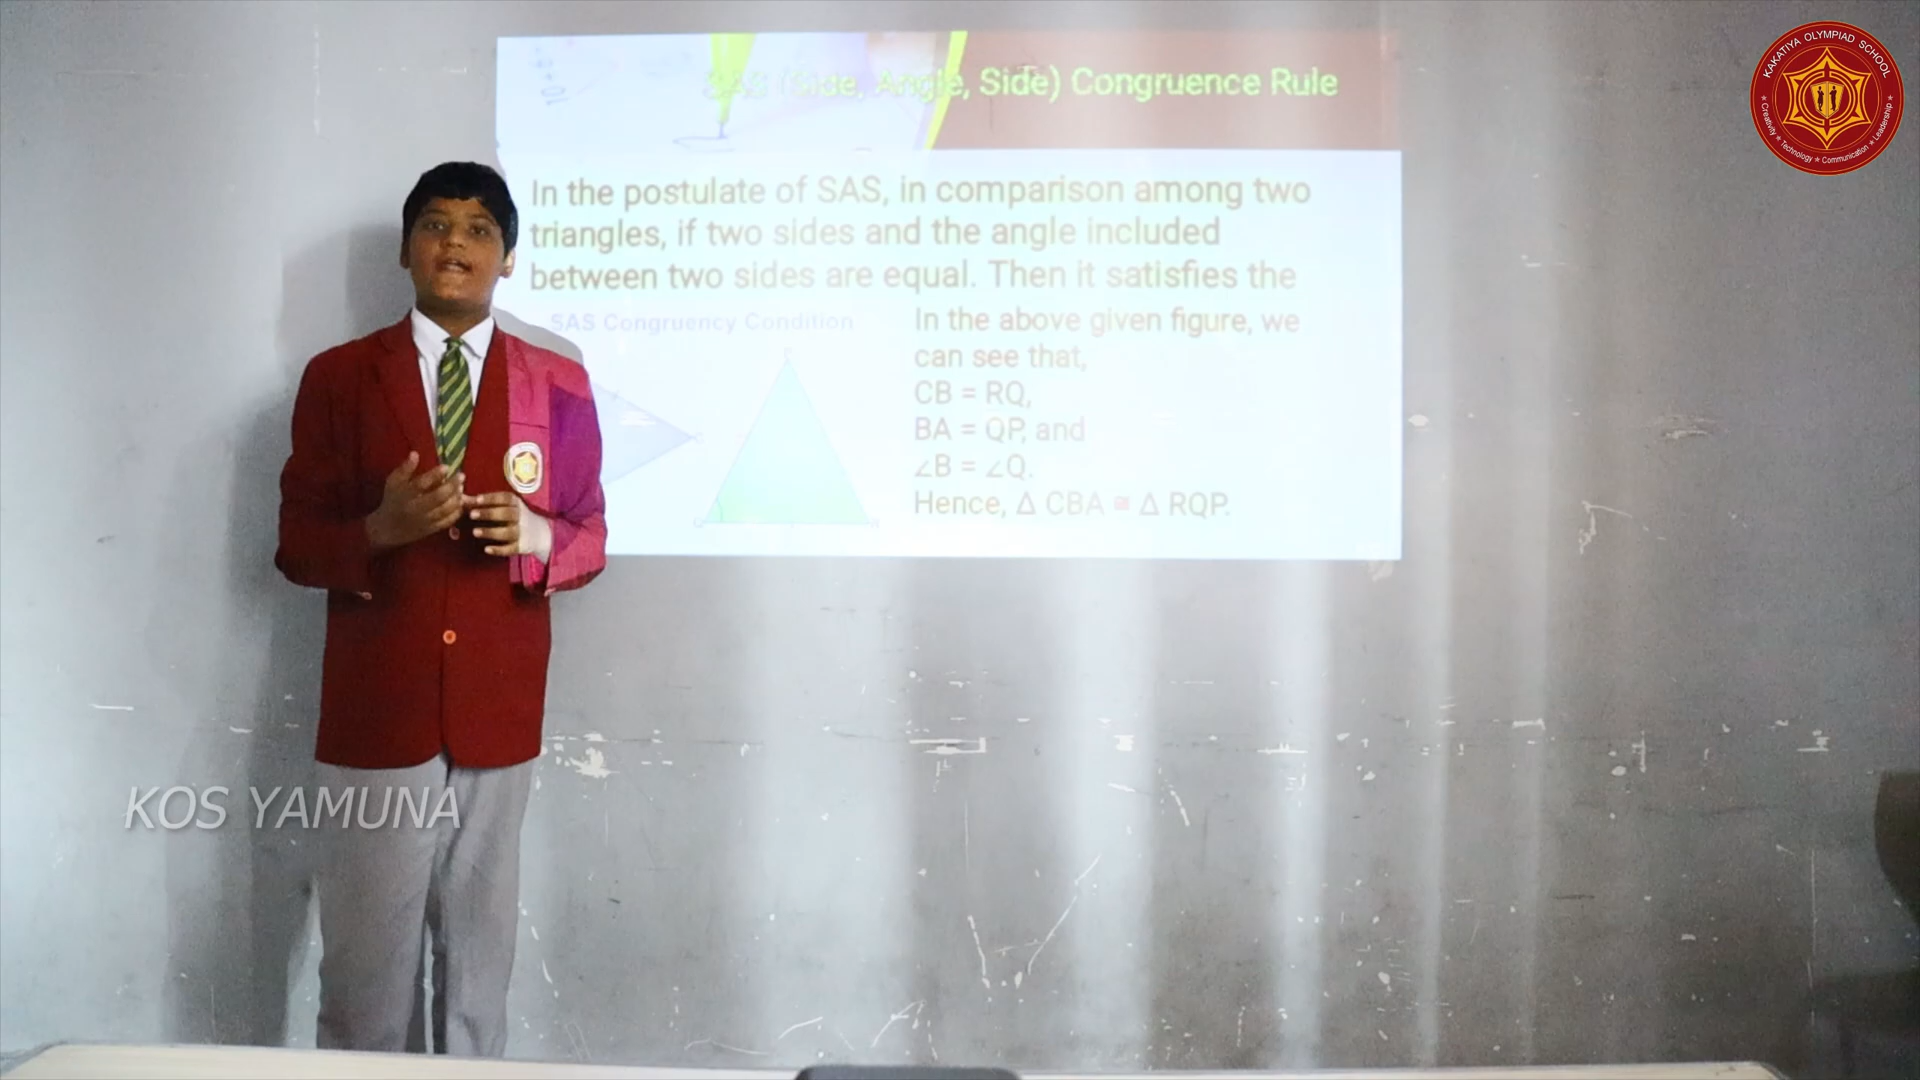 SAS (Side, Angle, Side) Congruence Rule
In the postulate of SAS, in comparison among two
triangles, if two sides and the angle included
between two sides are equal. Then it satisfies the
SAS Congruency Condition
In the above given figure, we
can see that,
CB = RQ,
BA = QP, and
∠B = ∠Q.
Hence, Δ CBA ≅ Δ RQP.
KAKATIYA OLYMPIAD SCHOOL
★ Creativity ★ Technology ★ Communication ★ Leadership ★
KOS YAMUNA